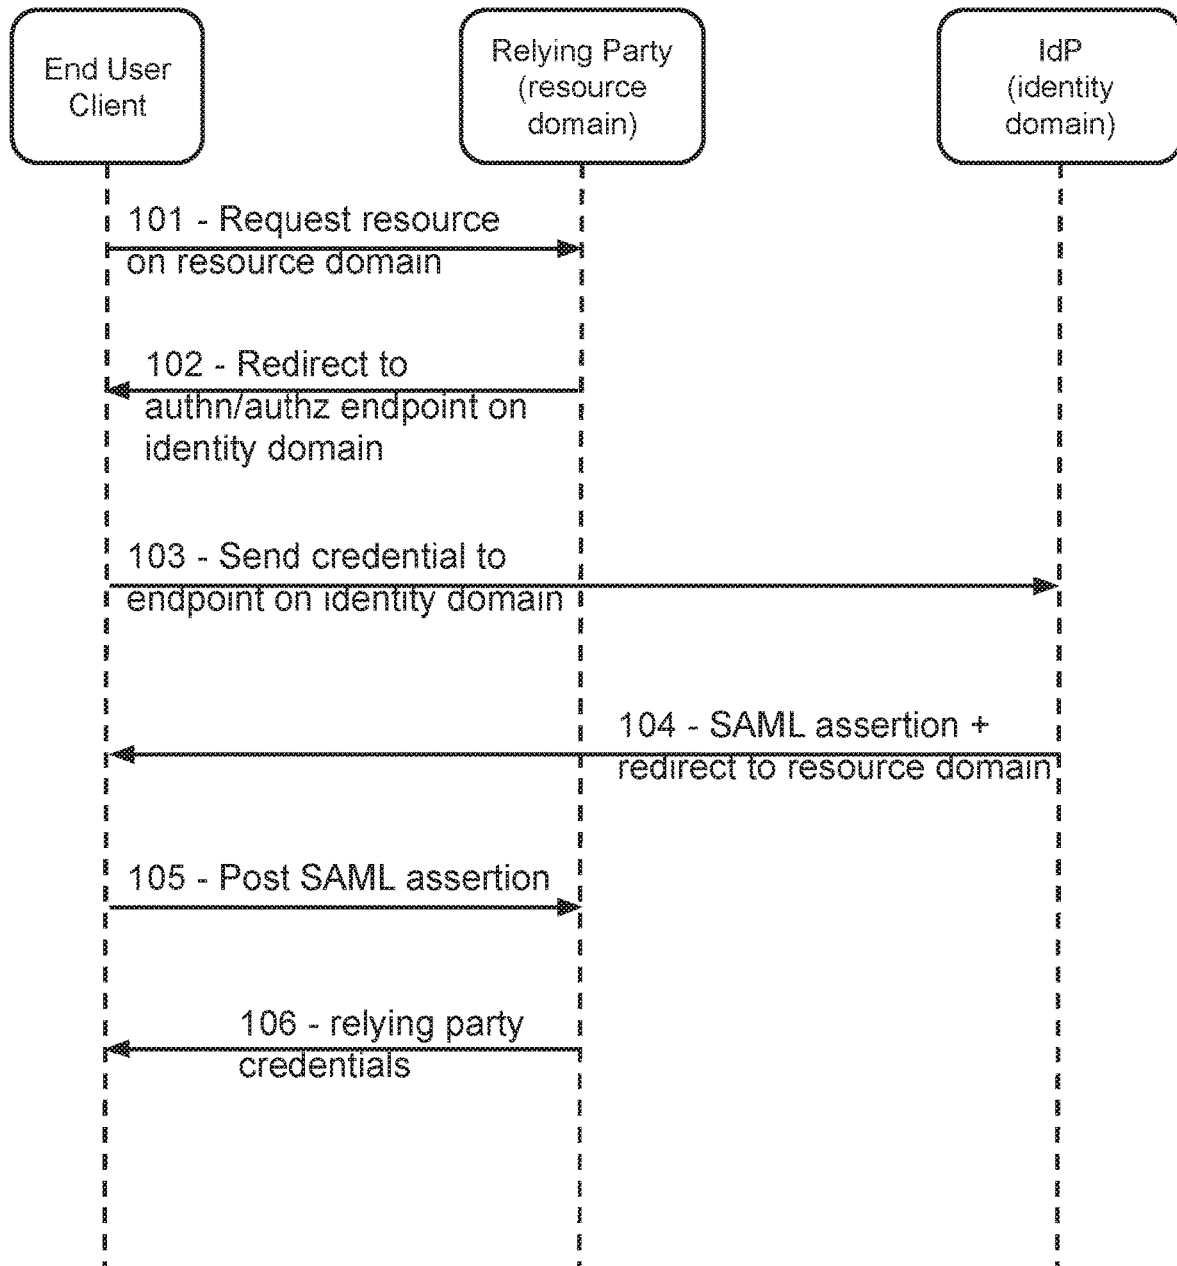 End User
Client
Relying Party
(resource
domain)
IdP
(identity
domain)
101 - Request resource
on resource domain
102 - Redirect to
authn/authz endpoint on
identity domain
103 - Send credential to
endpoint on identity domain
104 - SAML assertion +
redirect to resource domain
105 - Post SAML assertion
106 - relying party
credentials